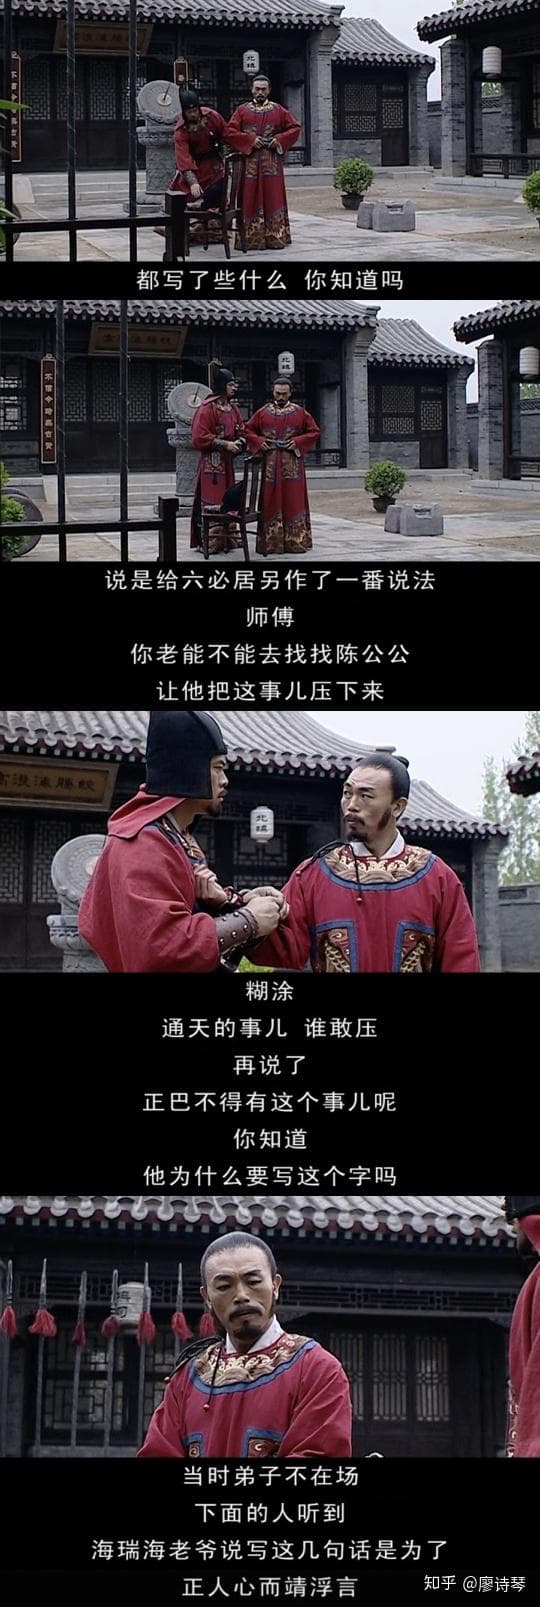 北镇
都写了些什么 你知道吗
北镇
说是给六必居另作了一番说法
师傅
你老能不能去找找陈公公
让他把这事儿压下来
北镇
糊涂
通天的事儿 谁敢压
再说了
正巴不得有这个事儿呢
你知道
他为什么要写这个字吗
当时弟子不在场
下面的人听到
海瑞海老爷说写这几句话是为了
正人心而靖浮言
知乎 @廖诗琴